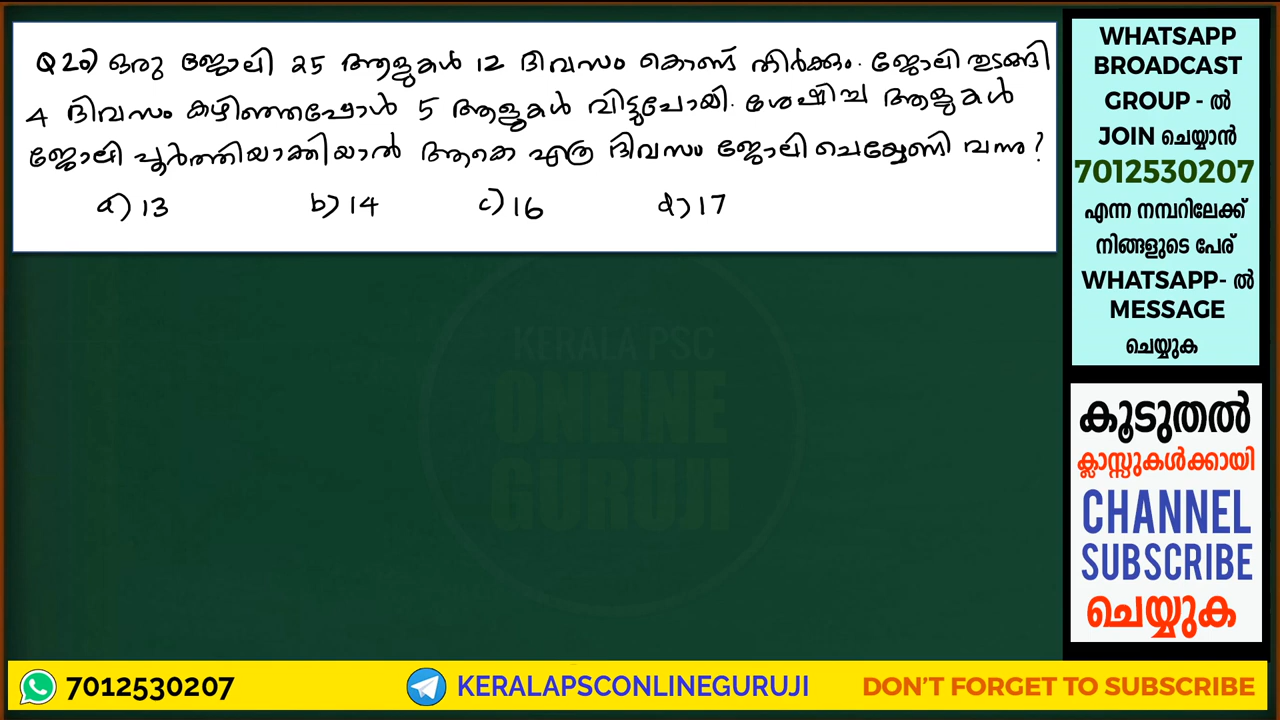 Q20) ഒരു ജോലി 25 ആളുകൾ 12 ദിവസം കൊണ്ട് തീർക്കും. ജോലി തുടങ്ങി
4 ദിവസം കഴിഞ്ഞപ്പോൾ 5 ആളുകൾ വിട്ടുപോയി. ശേഷിച്ച ആളുകൾ
ജോലി പൂർത്തിയാക്കിയാൽ ആകെ എത്ര ദിവസം ജോലി ചെയ്യേണ്ടി വന്നു?
a) 13 b) 14 c) 16 d) 17
KERALA PSC
ONLINE
GURUJI
WHATSAPP
BROADCAST
GROUP - ൽ
JOIN ചെയ്യാൻ
7012530207
എന്ന നമ്പറിലേക്ക്
നിങ്ങളുടെ പേര്
WHATSAPP- ൽ
MESSAGE
ചെയ്യുക
കൂടുതൽ
ക്ലാസ്സുകൾക്കായി
CHANNEL
SUBSCRIBE
ചെയ്യുക
7012530207 KERALAPSCONLINEGURUJI DON'T FORGET TO SUBSCRIBE